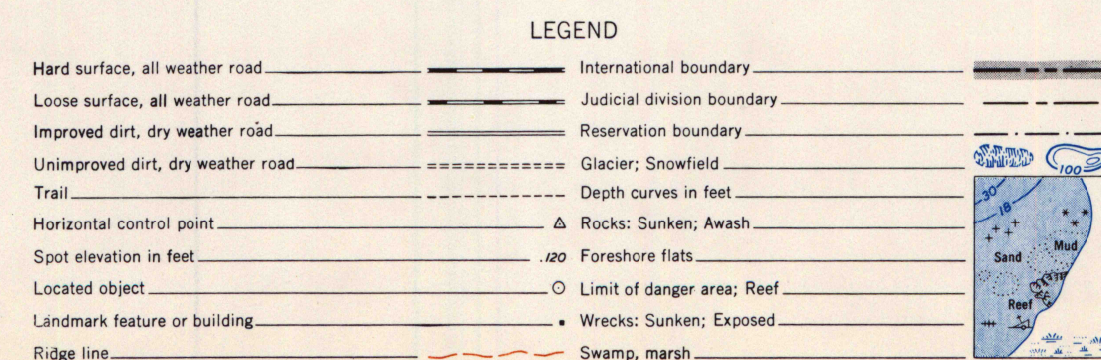 LEGEND
Hard surface, all weather road
Loose surface, all weather road
Improved dirt, dry weather road
Unimproved dirt, dry weather road
Trail
Horizontal control point
Spot elevation in feet .120
Located object
Landmark feature or building
Ridge line
International boundary
Judicial division boundary
Reservation boundary
Glacier; Snowfield 100
Depth curves in feet 30
18
Rocks: Sunken; Awash
Foreshore flats Sand Mud
Limit of danger area; Reef
Reef
Wrecks: Sunken; Exposed
Swamp, marsh